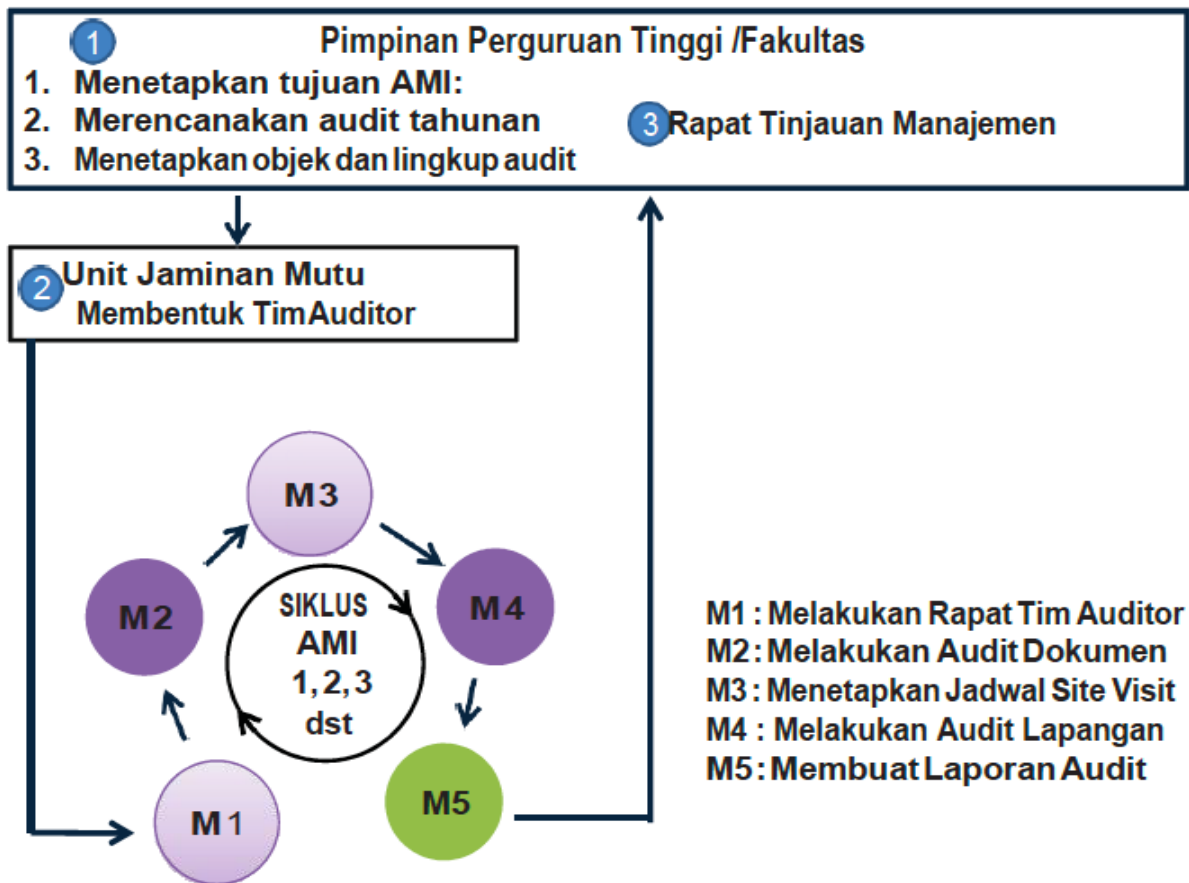 1 Pimpinan Perguruan Tinggi /Fakultas
1. Menetapkan tujuan AMI:
2. Merencanakan audit tahunan
3. Menetapkan objek dan lingkup audit
3 Rapat Tinjauan Manajemen
2 Unit Jaminan Mutu
Membentuk Tim Auditor
M3
M2
M4
SIKLUS
AMI
1, 2, 3
dst
M1
M5
M1 : Melakukan Rapat Tim Auditor
M2 : Melakukan Audit Dokumen
M3 : Menetapkan Jadwal Site Visit
M4 : Melakukan Audit Lapangan
M5 : Membuat Laporan Audit